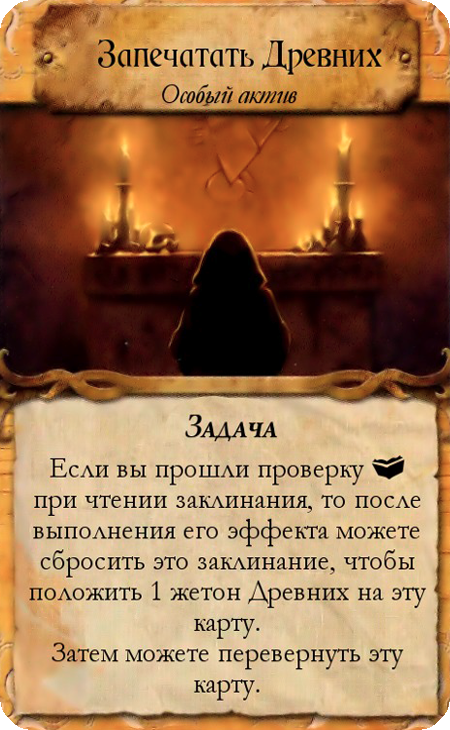 Запечатать Древних
Особый актив
Задача
Если вы прошли проверку
при чтении заклинания, то после
выполнения его эффекта можете
сбросить это заклинание, чтобы
положить 1 жетон Древних на эту
карту.
Затем можете перевернуть эту
карту.